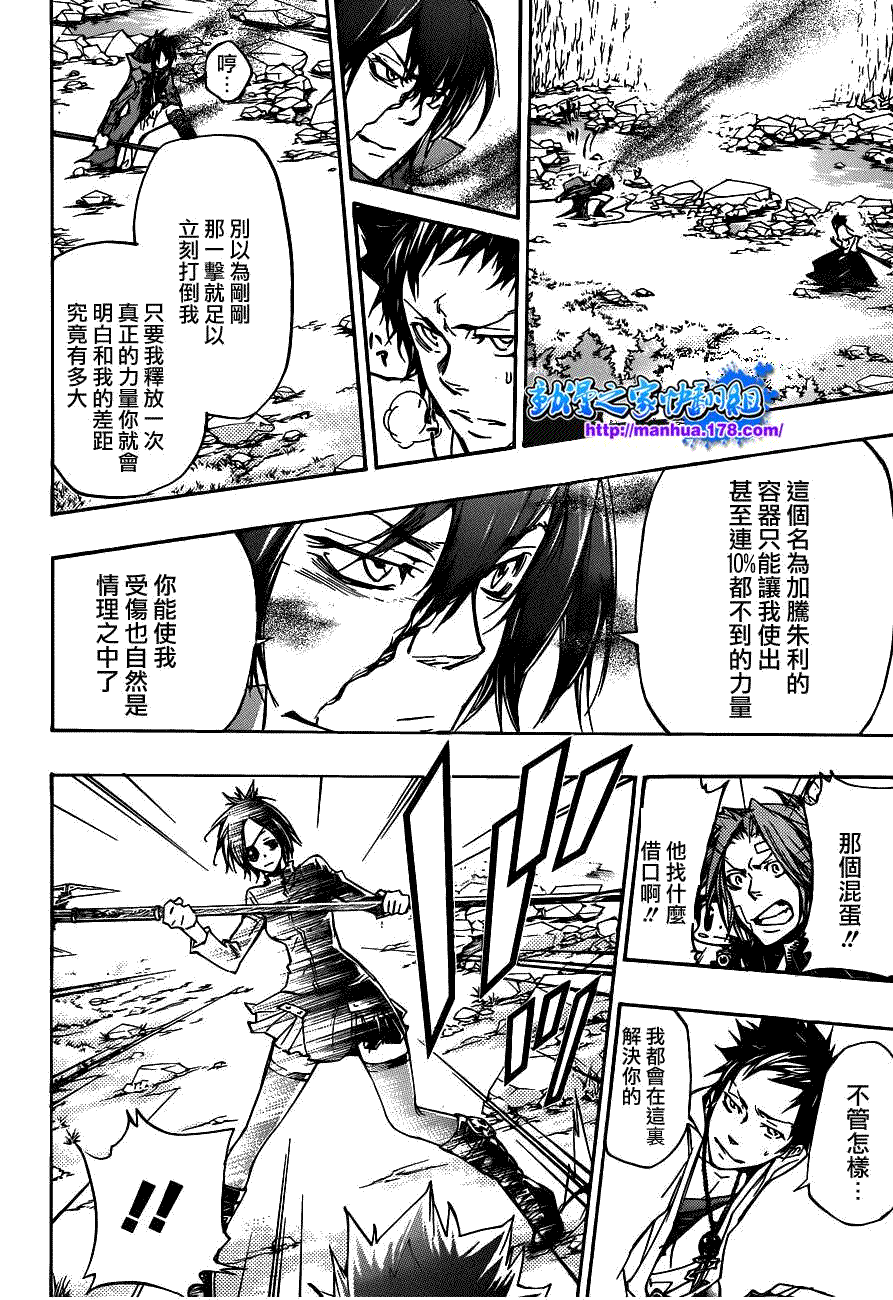 哼…
別以為剛剛
那一擊就足以
立刻打倒我
只要我釋放一次
真正的力量你就會
明白和我的差距
究竟有多大
動漫之家快翻組
http://manhua.178.com/
這個名為加騰朱利的
容器只能讓我使出
甚至連10%都不到的力量
你能使我
受傷也自然是
情理之中了
那個混蛋!!
他找什麼
借口啊!!
不管怎樣…
我都會在這裏
解決你的
!!